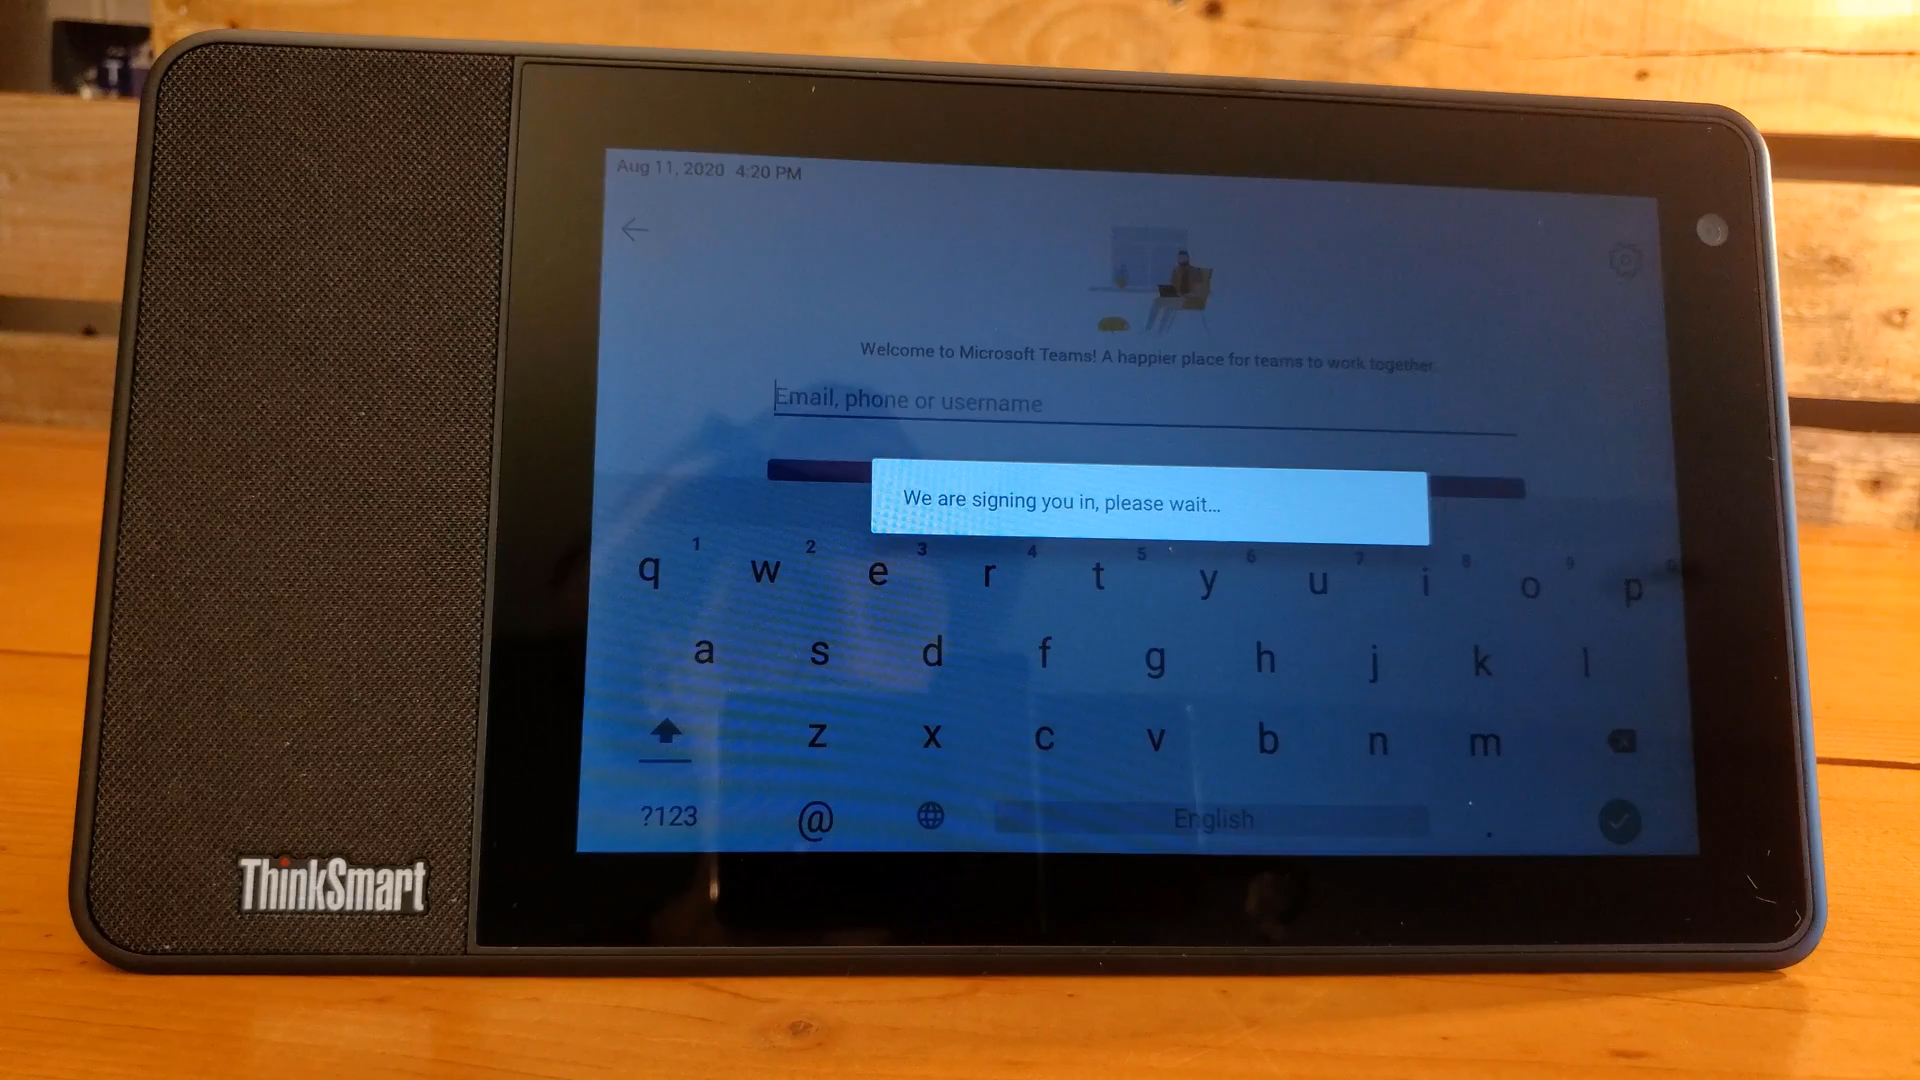 Aug 11, 2020 4:20 PM
Welcome to Microsoft Teams! A happier place for teams to work together
Email, phone or username
We are signing you in, please wait...
1 2 3 4 5 6 7 8 9 0
q w e r t y u i o p
a s d f g h j k l
z x c v b n m
?123 @ English .
ThinkSmart